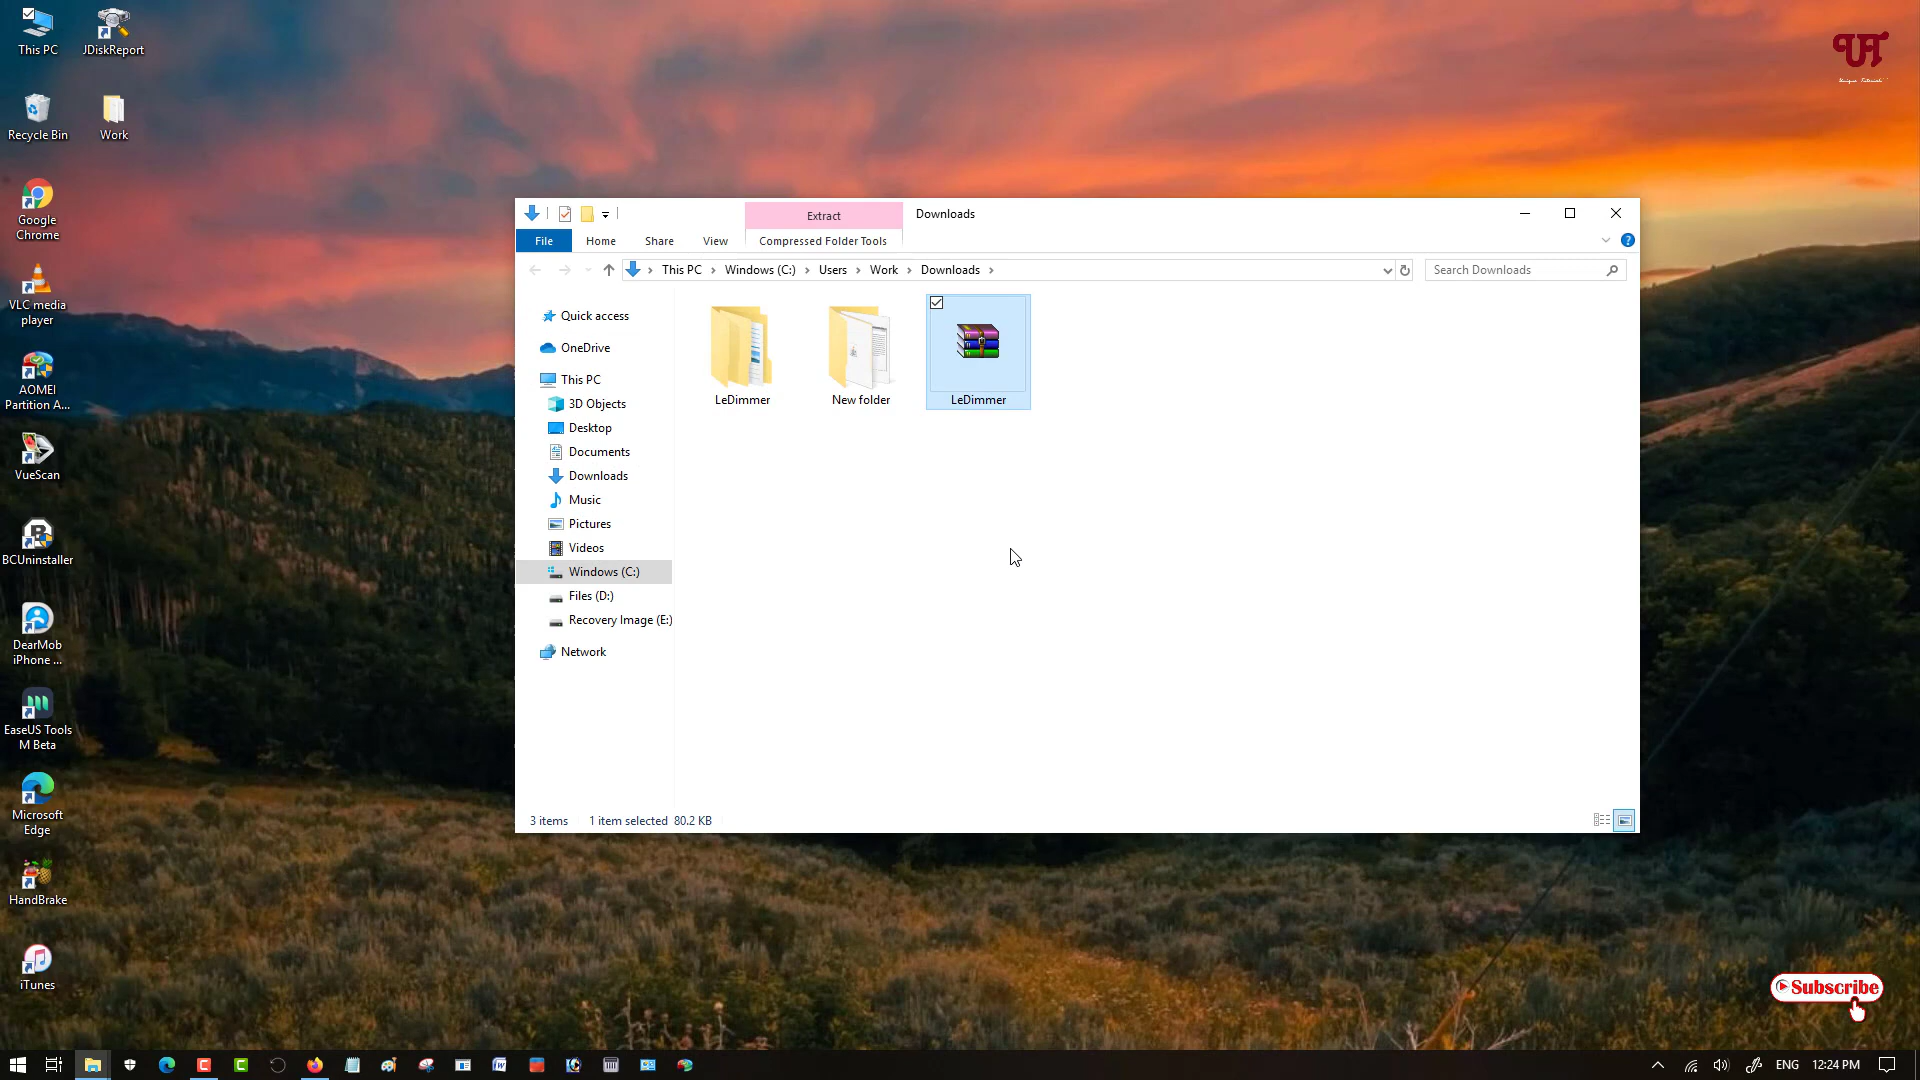 This PC
JDiskReport
Recycle Bin
Work
Google
Chrome
VLC media
player
AOMEI
Partition A...
VueScan
BCUninstaller
DearMob
iPhone ...
EaseUS Tools
M Beta
Microsoft
Edge
HandBrake
iTunes
Extract
Downloads
File
Home
Share
View
Compressed Folder Tools
This PC
Windows (C:)
Users
Work
Downloads
Search Downloads
Quick access
OneDrive
This PC
3D Objects
Desktop
Documents
Downloads
Music
Pictures
Videos
Windows (C:)
Files (D:)
Recovery Image (E:)
Network
LeDimmer
New folder
LeDimmer
3 items
1 item selected 80.2 KB
UT
Subscribe
ENG
12:24 PM